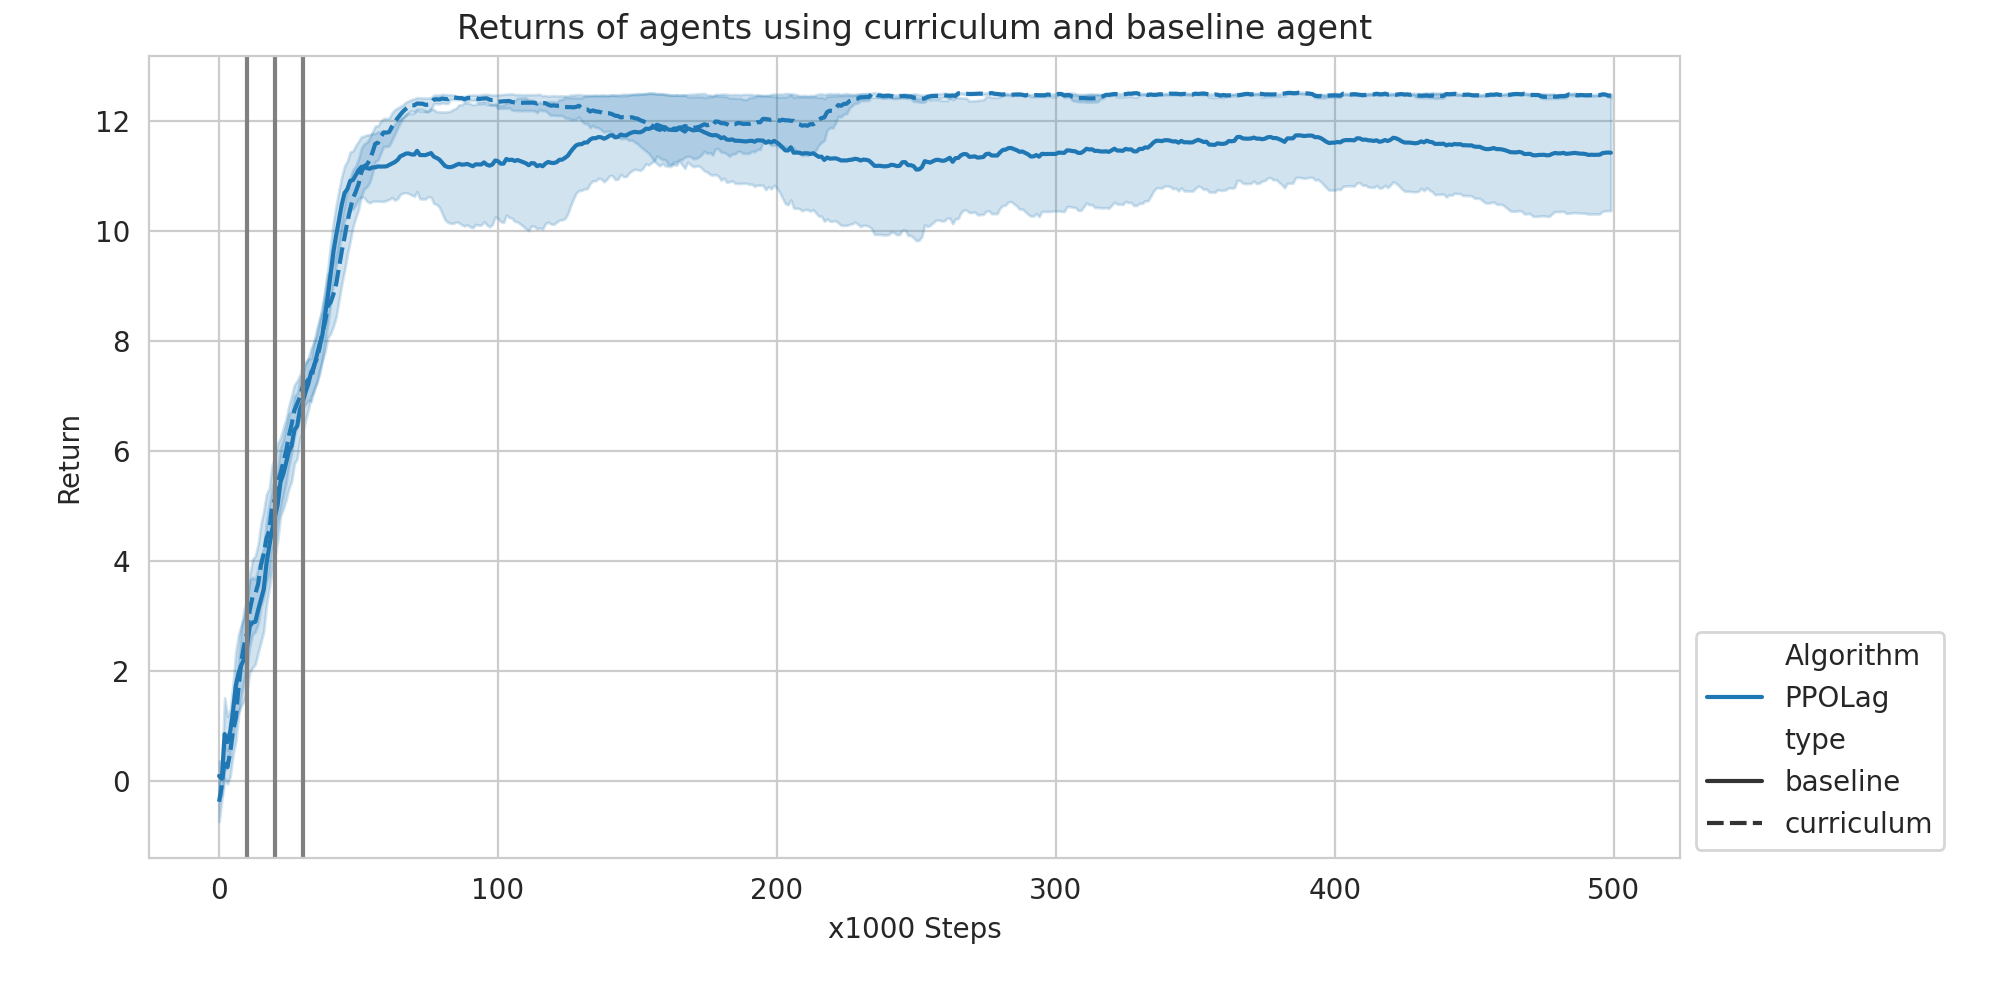 Returns of agents using curriculum and baseline agent
12
10
8
6
4
2
0
Return
0 100 200 300 400 500
x1000 Steps
Algorithm
PPOLag
type
baseline
curriculum